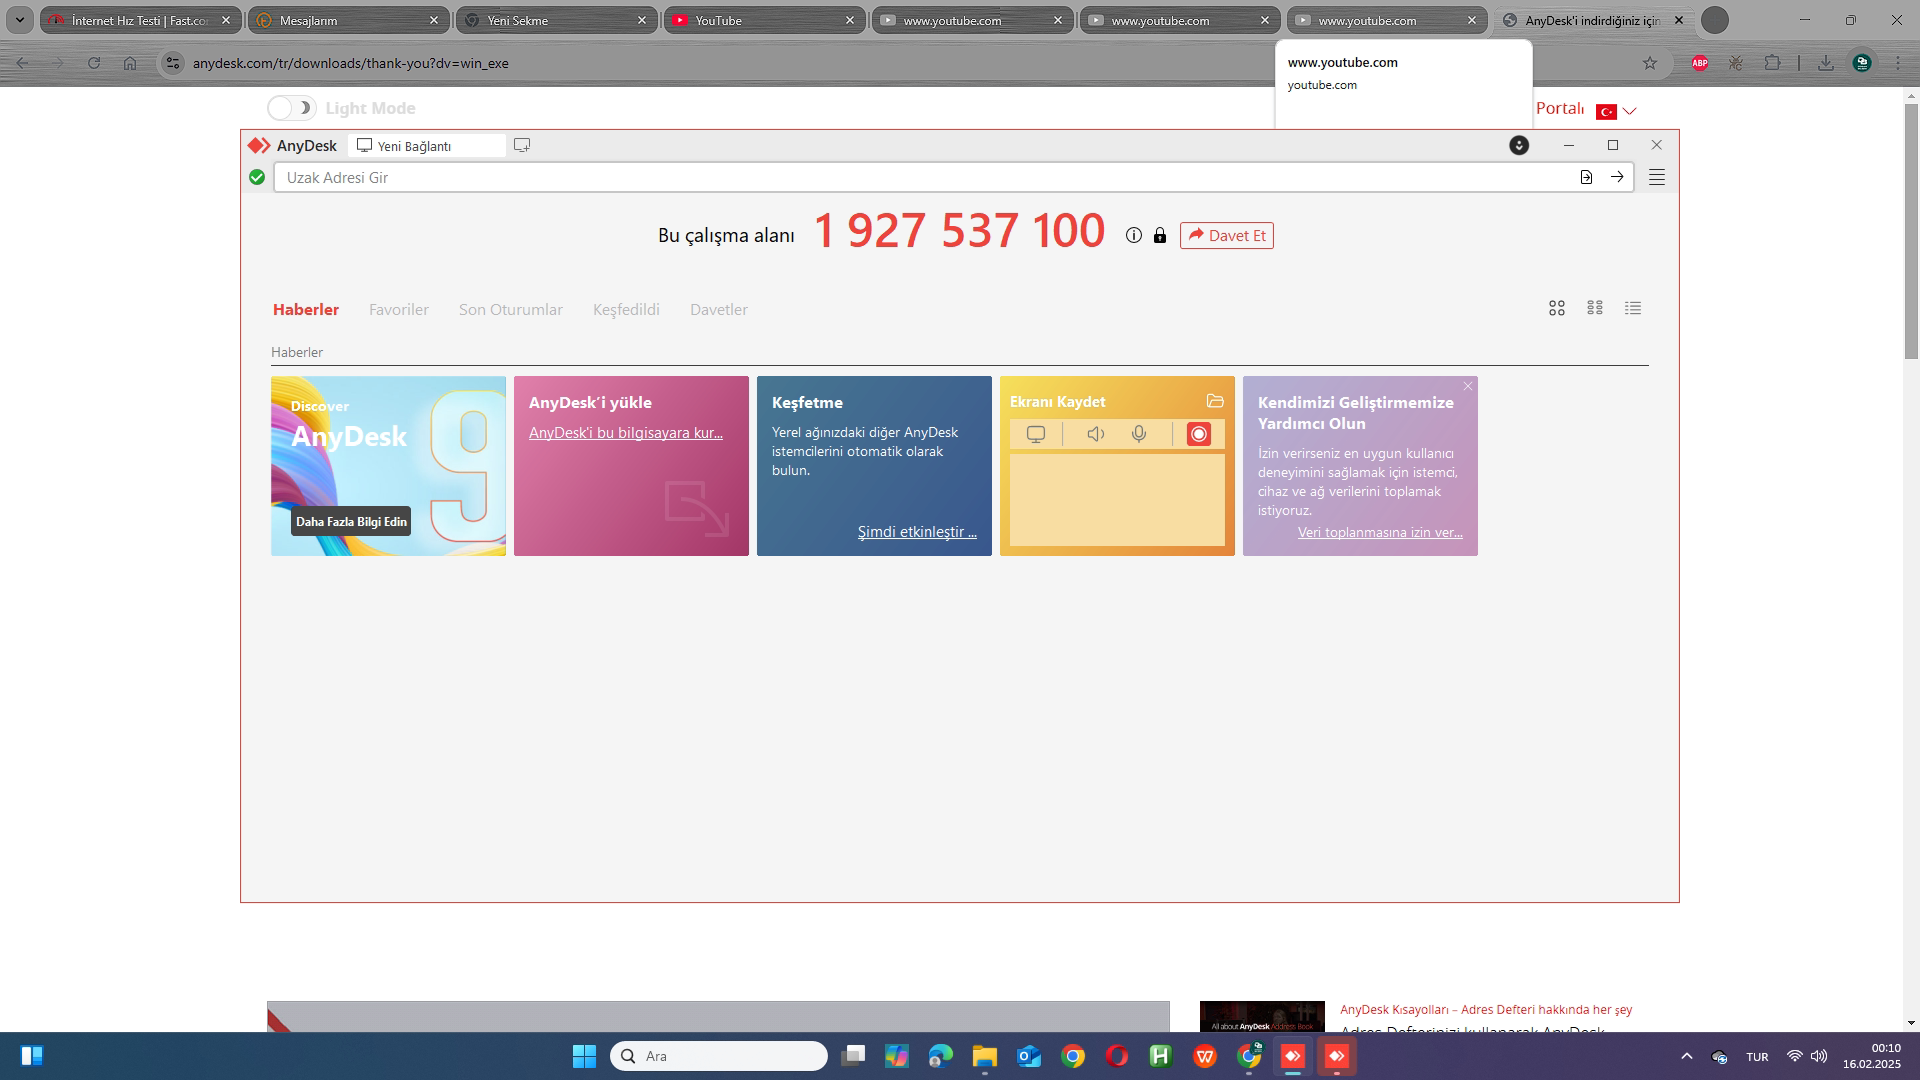 İnternet Hız Testi | Fast.co
Mesajlarım
Yeni Sekme
YouTube
www.youtube.com
www.youtube.com
www.youtube.com
AnyDesk'i indirdiğiniz için
anydesk.com/tr/downloads/thank-you?dv=win_exe
ABP
www.youtube.com
youtube.com
Light Mode
Portalı
AnyDesk
Yeni Bağlantı
Uzak Adresi Gir
Bu çalışma alanı
1 927 537 100
Davet Et
Haberler
Favoriler
Son Oturumlar
Keşfedildi
Davetler
Haberler
Discover
AnyDesk
9
Daha Fazla Bilgi Edin
AnyDesk´i yükle
AnyDesk'i bu bilgisayara kur...
Keşfetme
Yerel ağınızdaki diğer AnyDesk
istemcilerini otomatik olarak
bulun.
Şimdi etkinleştir ...
Ekranı Kaydet
Kendimizi Geliştirmemize
Yardımcı Olun
İzin verirseniz en uygun kullanıcı
deneyimini sağlamak için istemci,
cihaz ve ağ verilerini toplamak
istiyoruz.
Veri toplanmasına izin ver...
All about AnyDesk Address Book
AnyDesk Kısayolları – Adres Defteri hakkında her şey
Adres Defterinizi kullanarak AnyDesk
Ara
TUR
00:10
16.02.2025